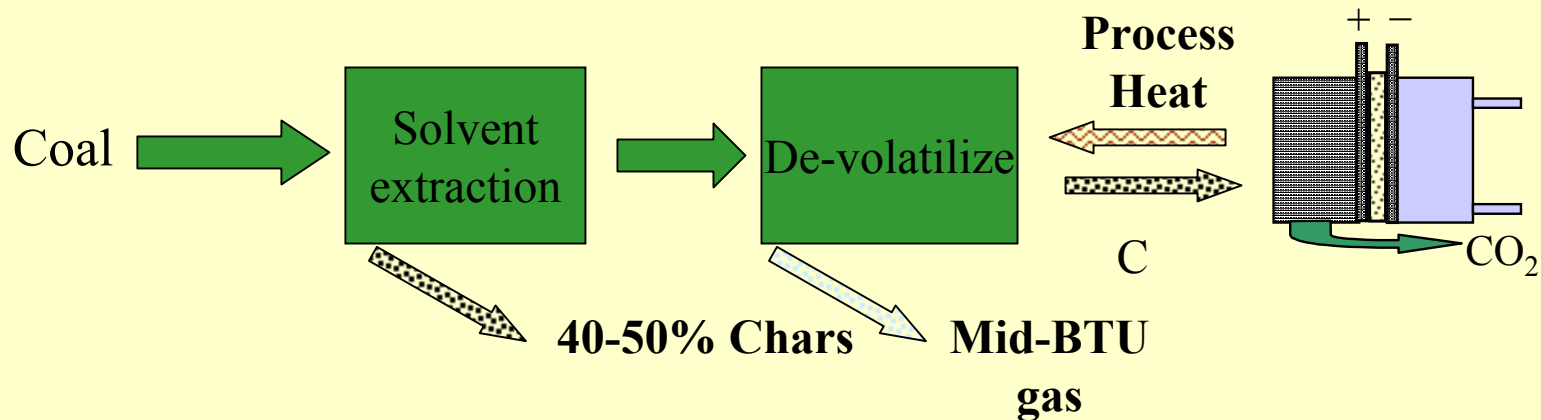 Coal
Solvent
extraction
De-volatilize
Process
Heat
+ −
C
CO₂
40-50% Chars
Mid-BTU
gas